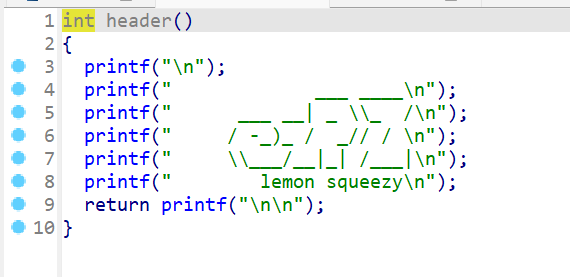 1 int header()
2 {
3   printf("\n");
4   printf("             ___ ____\n");
5   printf("      ___ __| _ \\_  /\n");
6   printf("     / -_)_ /  _// / \n");
7   printf("     \\___/__|_| /___|\n");
8   printf("        lemon squeezy\n");
9   return printf("\n\n");
10 }